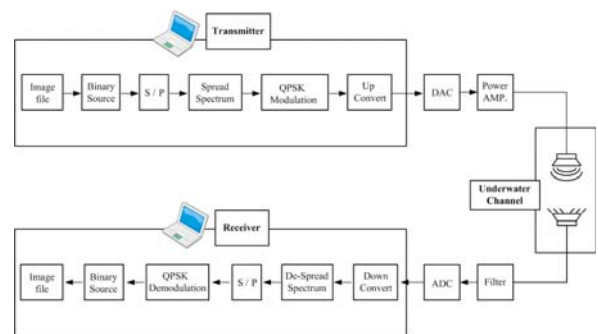 Transmitter
Image
file
Binary
Source
S / P
Spread
Spectrum
QPSK
Modulation
Up
Convert
DAC
Power
AMP.
Underwater
Channel
Receiver
Image
file
Binary
Source
QPSK
Demodulation
S / P
De-Spread
Spectrum
Down
Convert
ADC
Filter